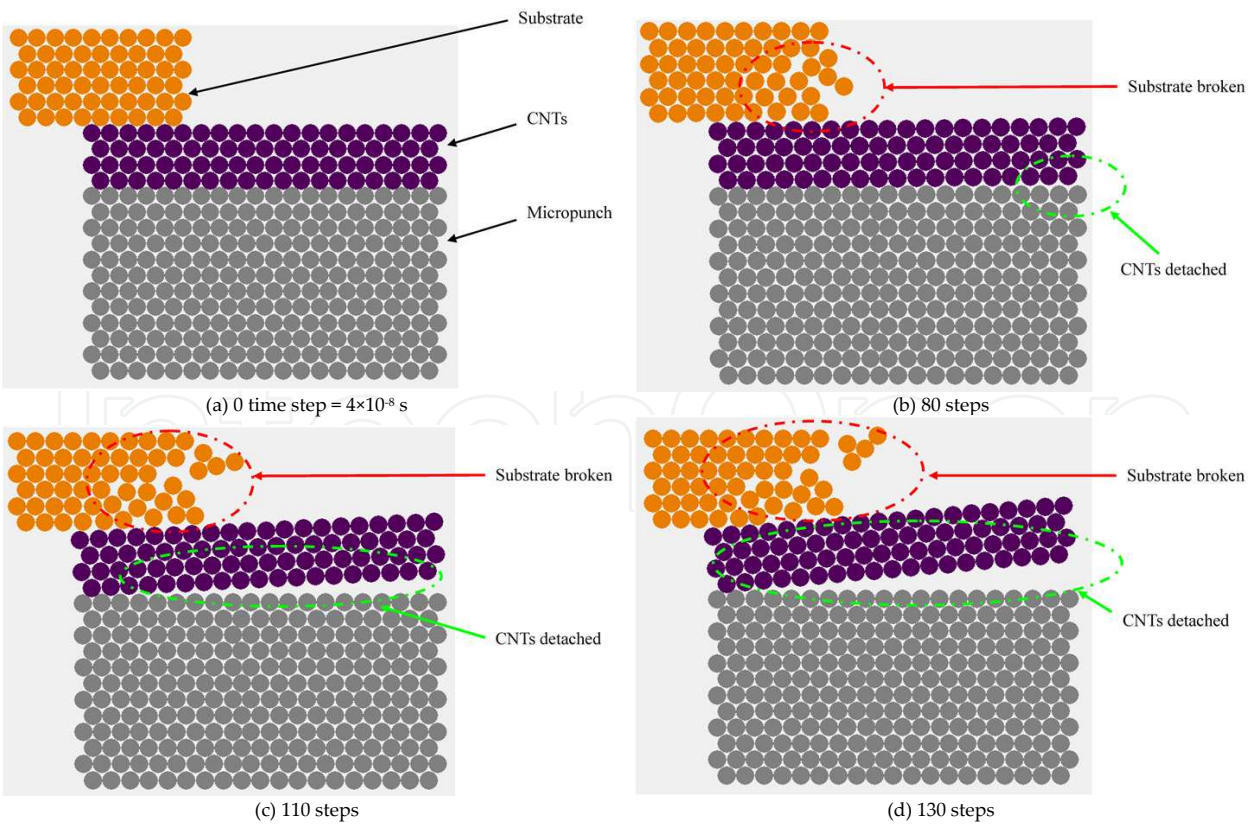 Substrate
CNTs
Micropunch
(a) 0 time step = 4×10⁻⁸ s
Substrate broken
CNTs detached
(b) 80 steps
Substrate broken
CNTs detached
(c) 110 steps
Substrate broken
CNTs detached
(d) 130 steps